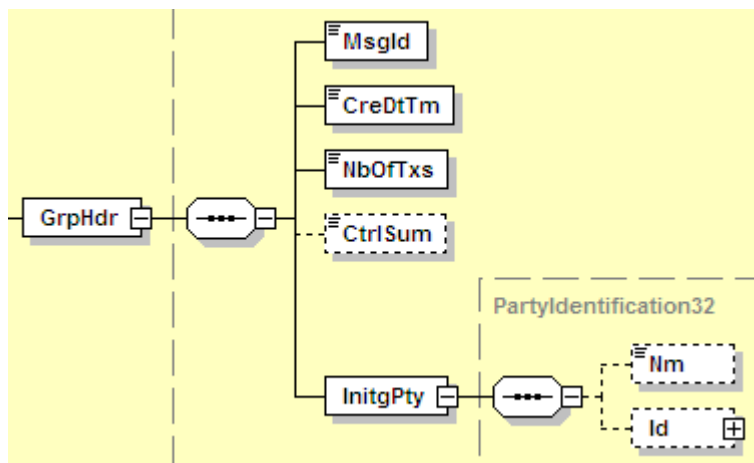 MsgId
CreDtTm
NbOfTxs
GrpHdr
CtrlSum
PartyIdentification32
Nm
InitgPty
Id